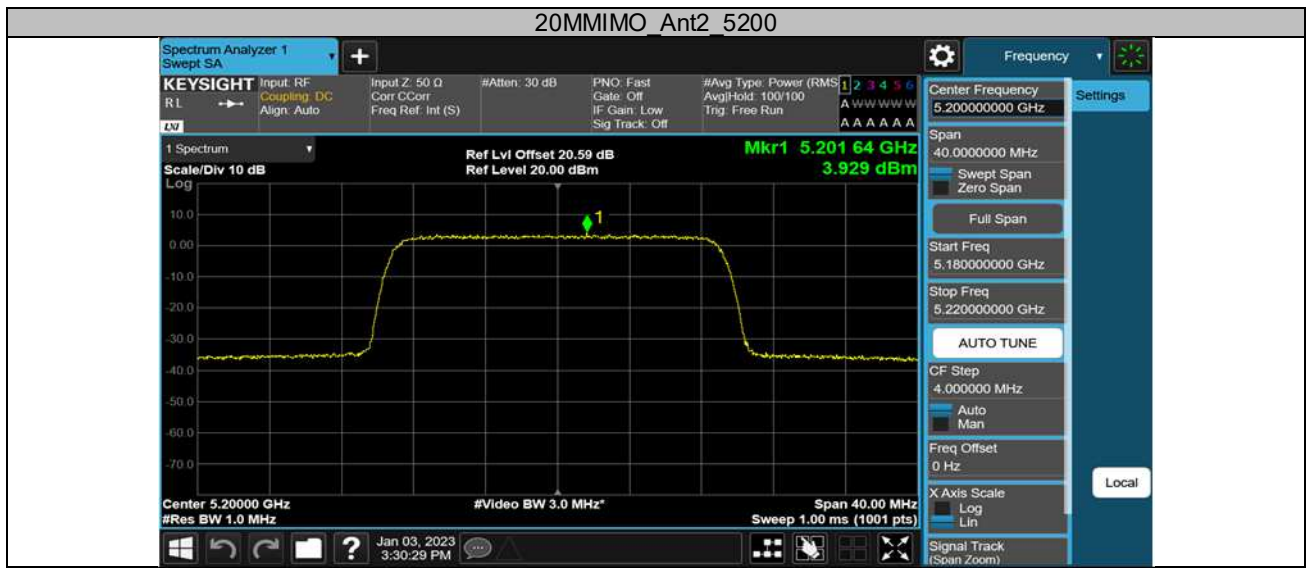 20MMIMO_Ant2_5200
Spectrum Analyzer 1
Swept SA
+
Frequency
KEYSIGHT
RL
LXI
Input: RF
Coupling: DC
Align: Auto
Input Z: 50 Ω
Corr CCorr
Freq Ref: Int (S)
#Atten: 30 dB
PNO: Fast
Gate: Off
IF Gain: Low
Sig Track: Off
#Avg Type: Power (RMS
Avg|Hold: 100/100
Trig: Free Run
1 2 3 4 5 6
A W W W W W
A A A A A A
1 Spectrum
Scale/Div 10 dB
Ref Lvl Offset 20.59 dB
Ref Level 20.00 dBm
Mkr1 5.201 64 GHz
3.929 dBm
Log
10.0
0.00
-10.0
-20.0
-30.0
-40.0
-50.0
-60.0
-70.0
1
Center 5.20000 GHz
#Res BW 1.0 MHz
#Video BW 3.0 MHz*
Span 40.00 MHz
Sweep 1.00 ms (1001 pts)
Center Frequency
5.200000000 GHz
Settings
Span
40.0000000 MHz
Swept Span
Zero Span
Full Span
Start Freq
5.180000000 GHz
Stop Freq
5.220000000 GHz
AUTO TUNE
CF Step
4.000000 MHz
Auto
Man
Freq Offset
0 Hz
X Axis Scale
Log
Lin
Signal Track
(Span Zoom)
Local
?
Jan 03, 2023
3:30:29 PM